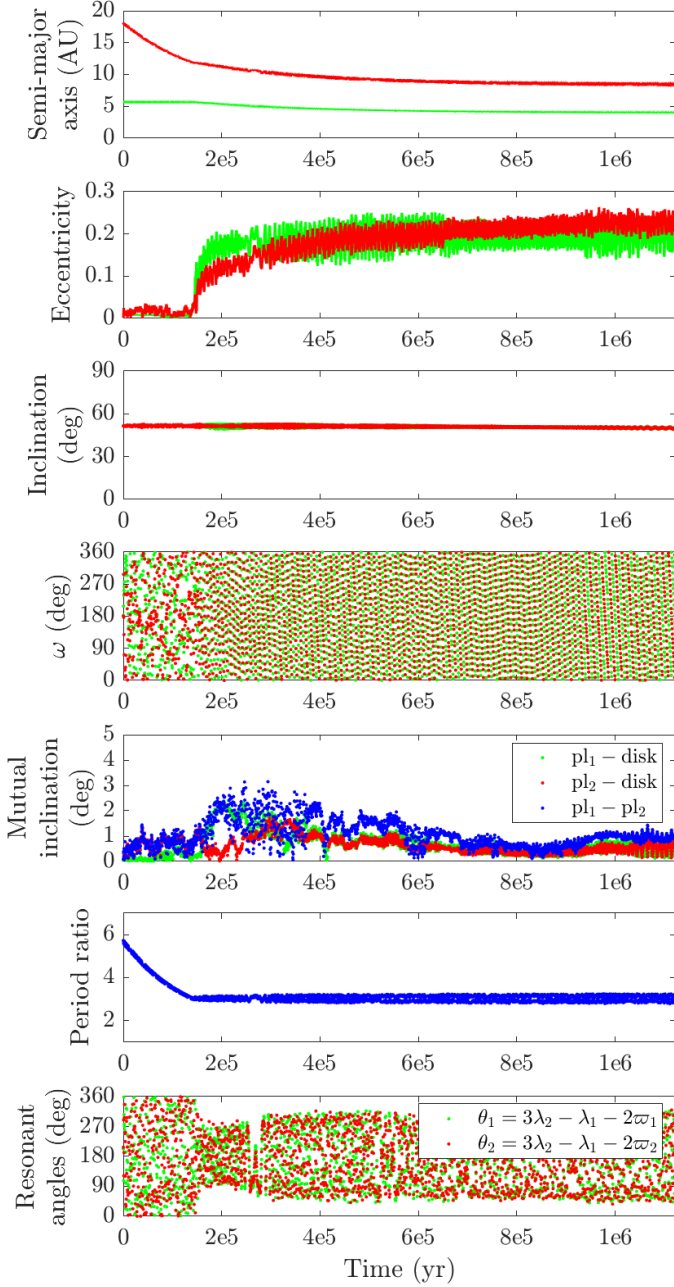 20
15
10
5
0
Semi-major
axis (AU)
0 2e5 4e5 6e5 8e5 1e6
0.3
0.2
0.1
0
Eccentricity
0 2e5 4e5 6e5 8e5 1e6
90
60
30
0
Inclination
(deg)
0 2e5 4e5 6e5 8e5 1e6
360
270
180
90
0
ω (deg)
0 2e5 4e5 6e5 8e5 1e6
5
4
3
2
1
0
Mutual
inclination
(deg)
pl₁ − disk
pl₂ − disk
pl₁ − pl₂
0 2e5 4e5 6e5 8e5 1e6
6
4
2
Period ratio
0 2e5 4e5 6e5 8e5 1e6
360
270
180
90
0
Resonant
angles (deg)
θ₁ = 3λ₂ − λ₁ − 2ϖ₁
θ₂ = 3λ₂ − λ₁ − 2ϖ₂
0 2e5 4e5 6e5 8e5 1e6
Time (yr)